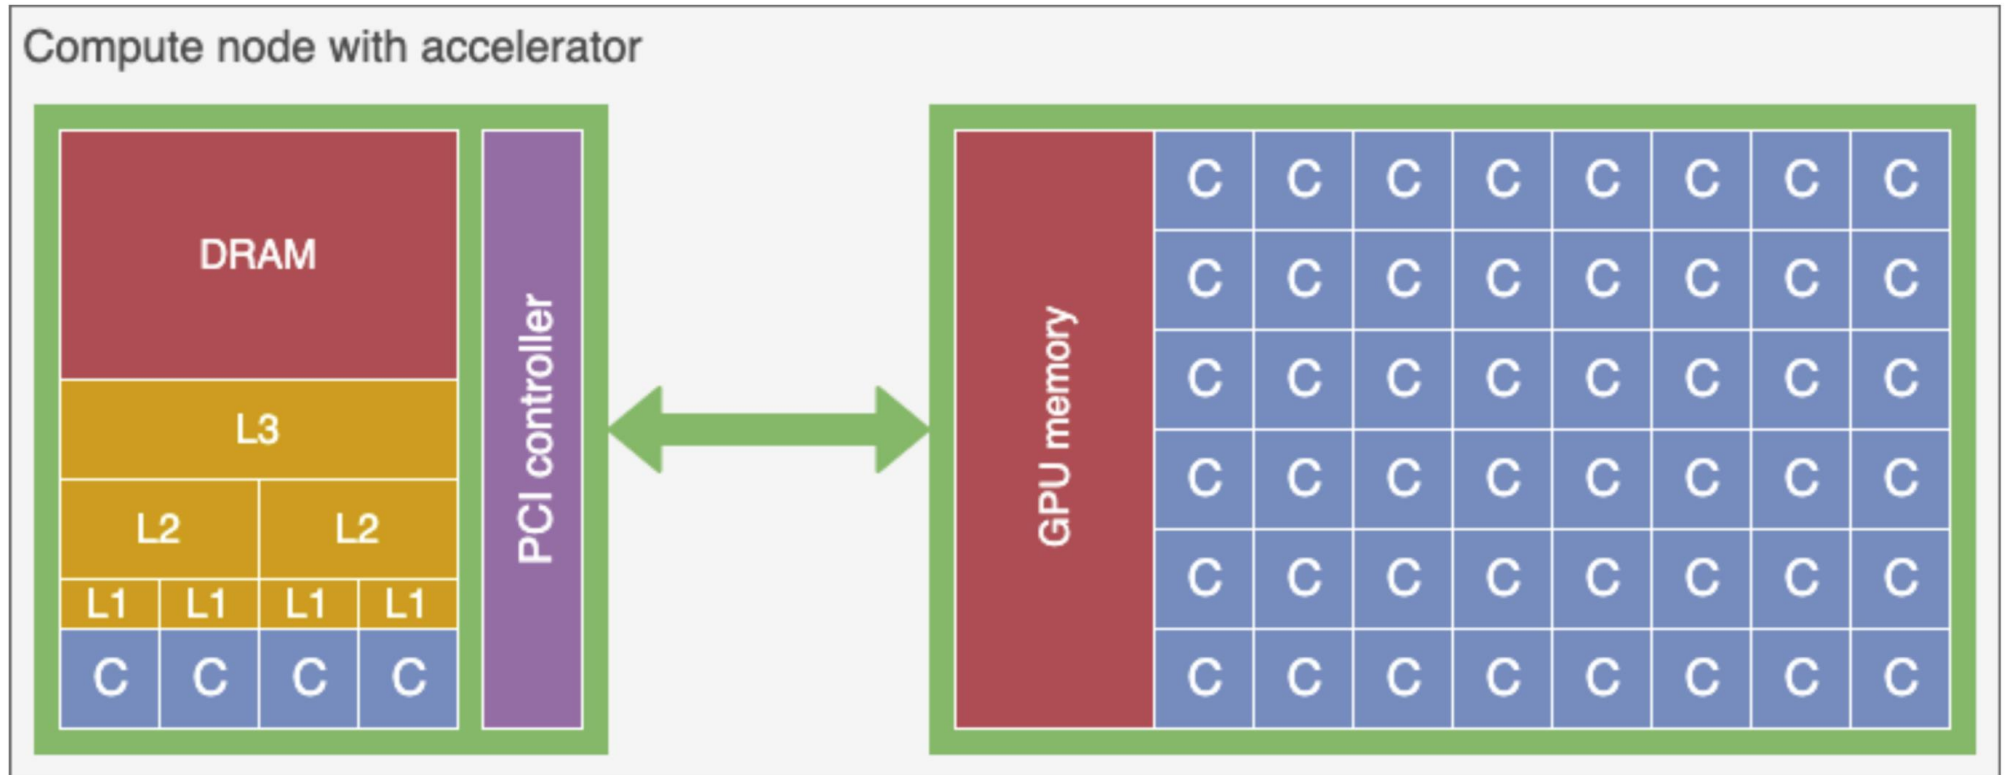 Compute node with accelerator
DRAM
L3
L2 L2
L1 L1 L1 L1
C C C C
PCI controller
GPU memory
C C C C C C C C
C C C C C C C C
C C C C C C C C
C C C C C C C C
C C C C C C C C
C C C C C C C C